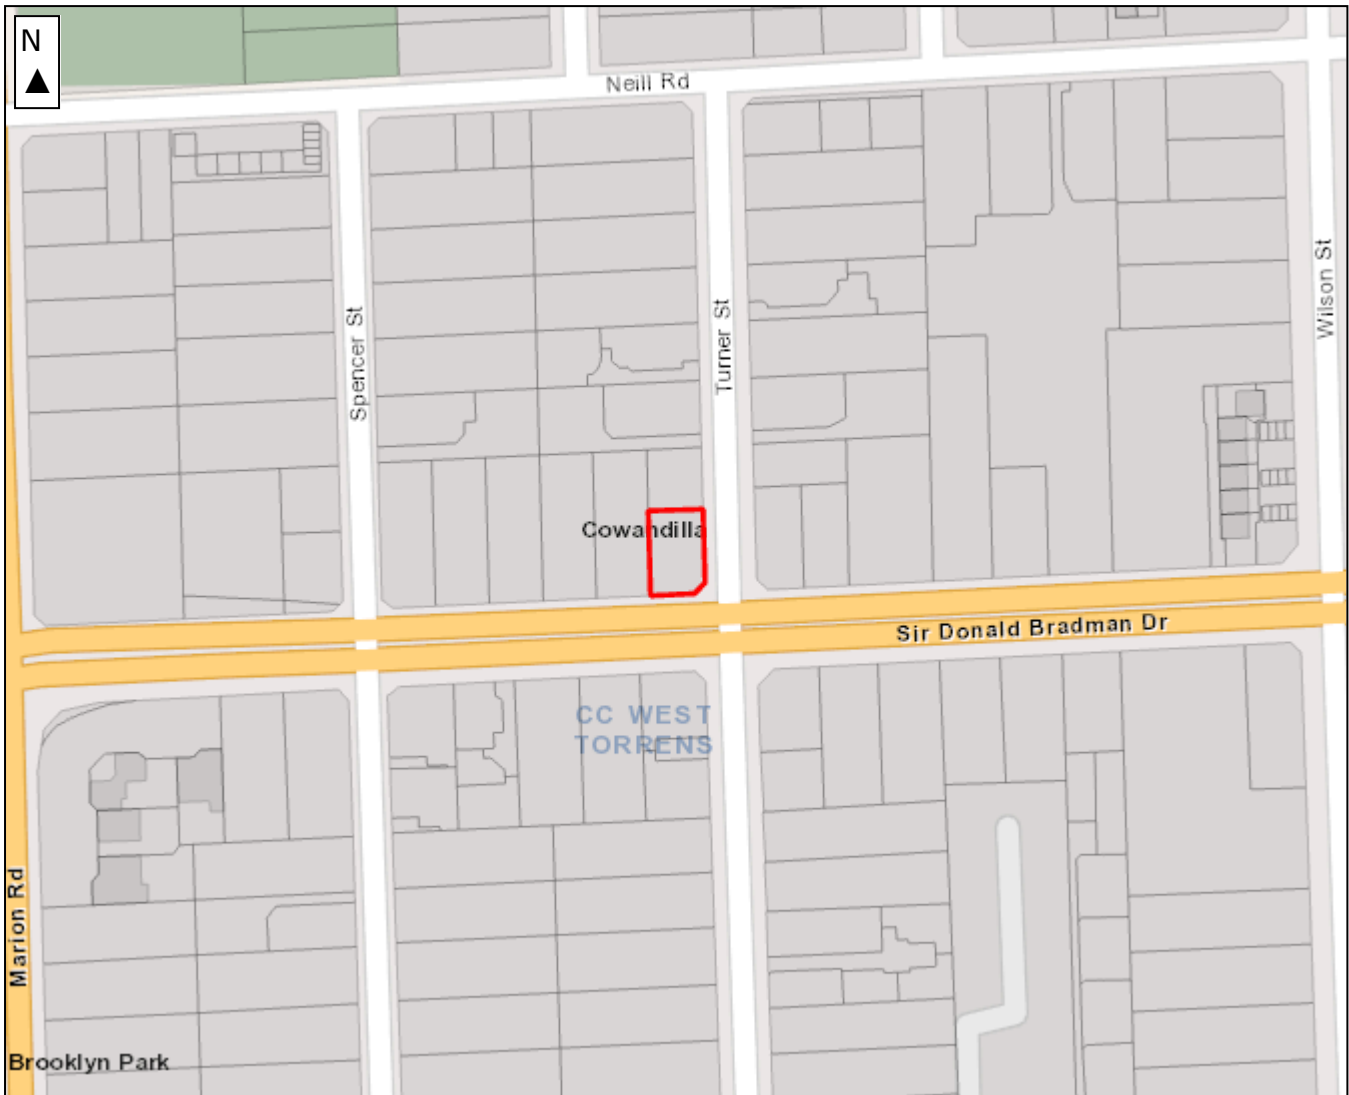 N
Neill Rd
Spencer St
Turner St
Wilson St
Cowandilla
Sir Donald Bradman Dr
CC WEST
TORRENS
Marion Rd
Brooklyn Park